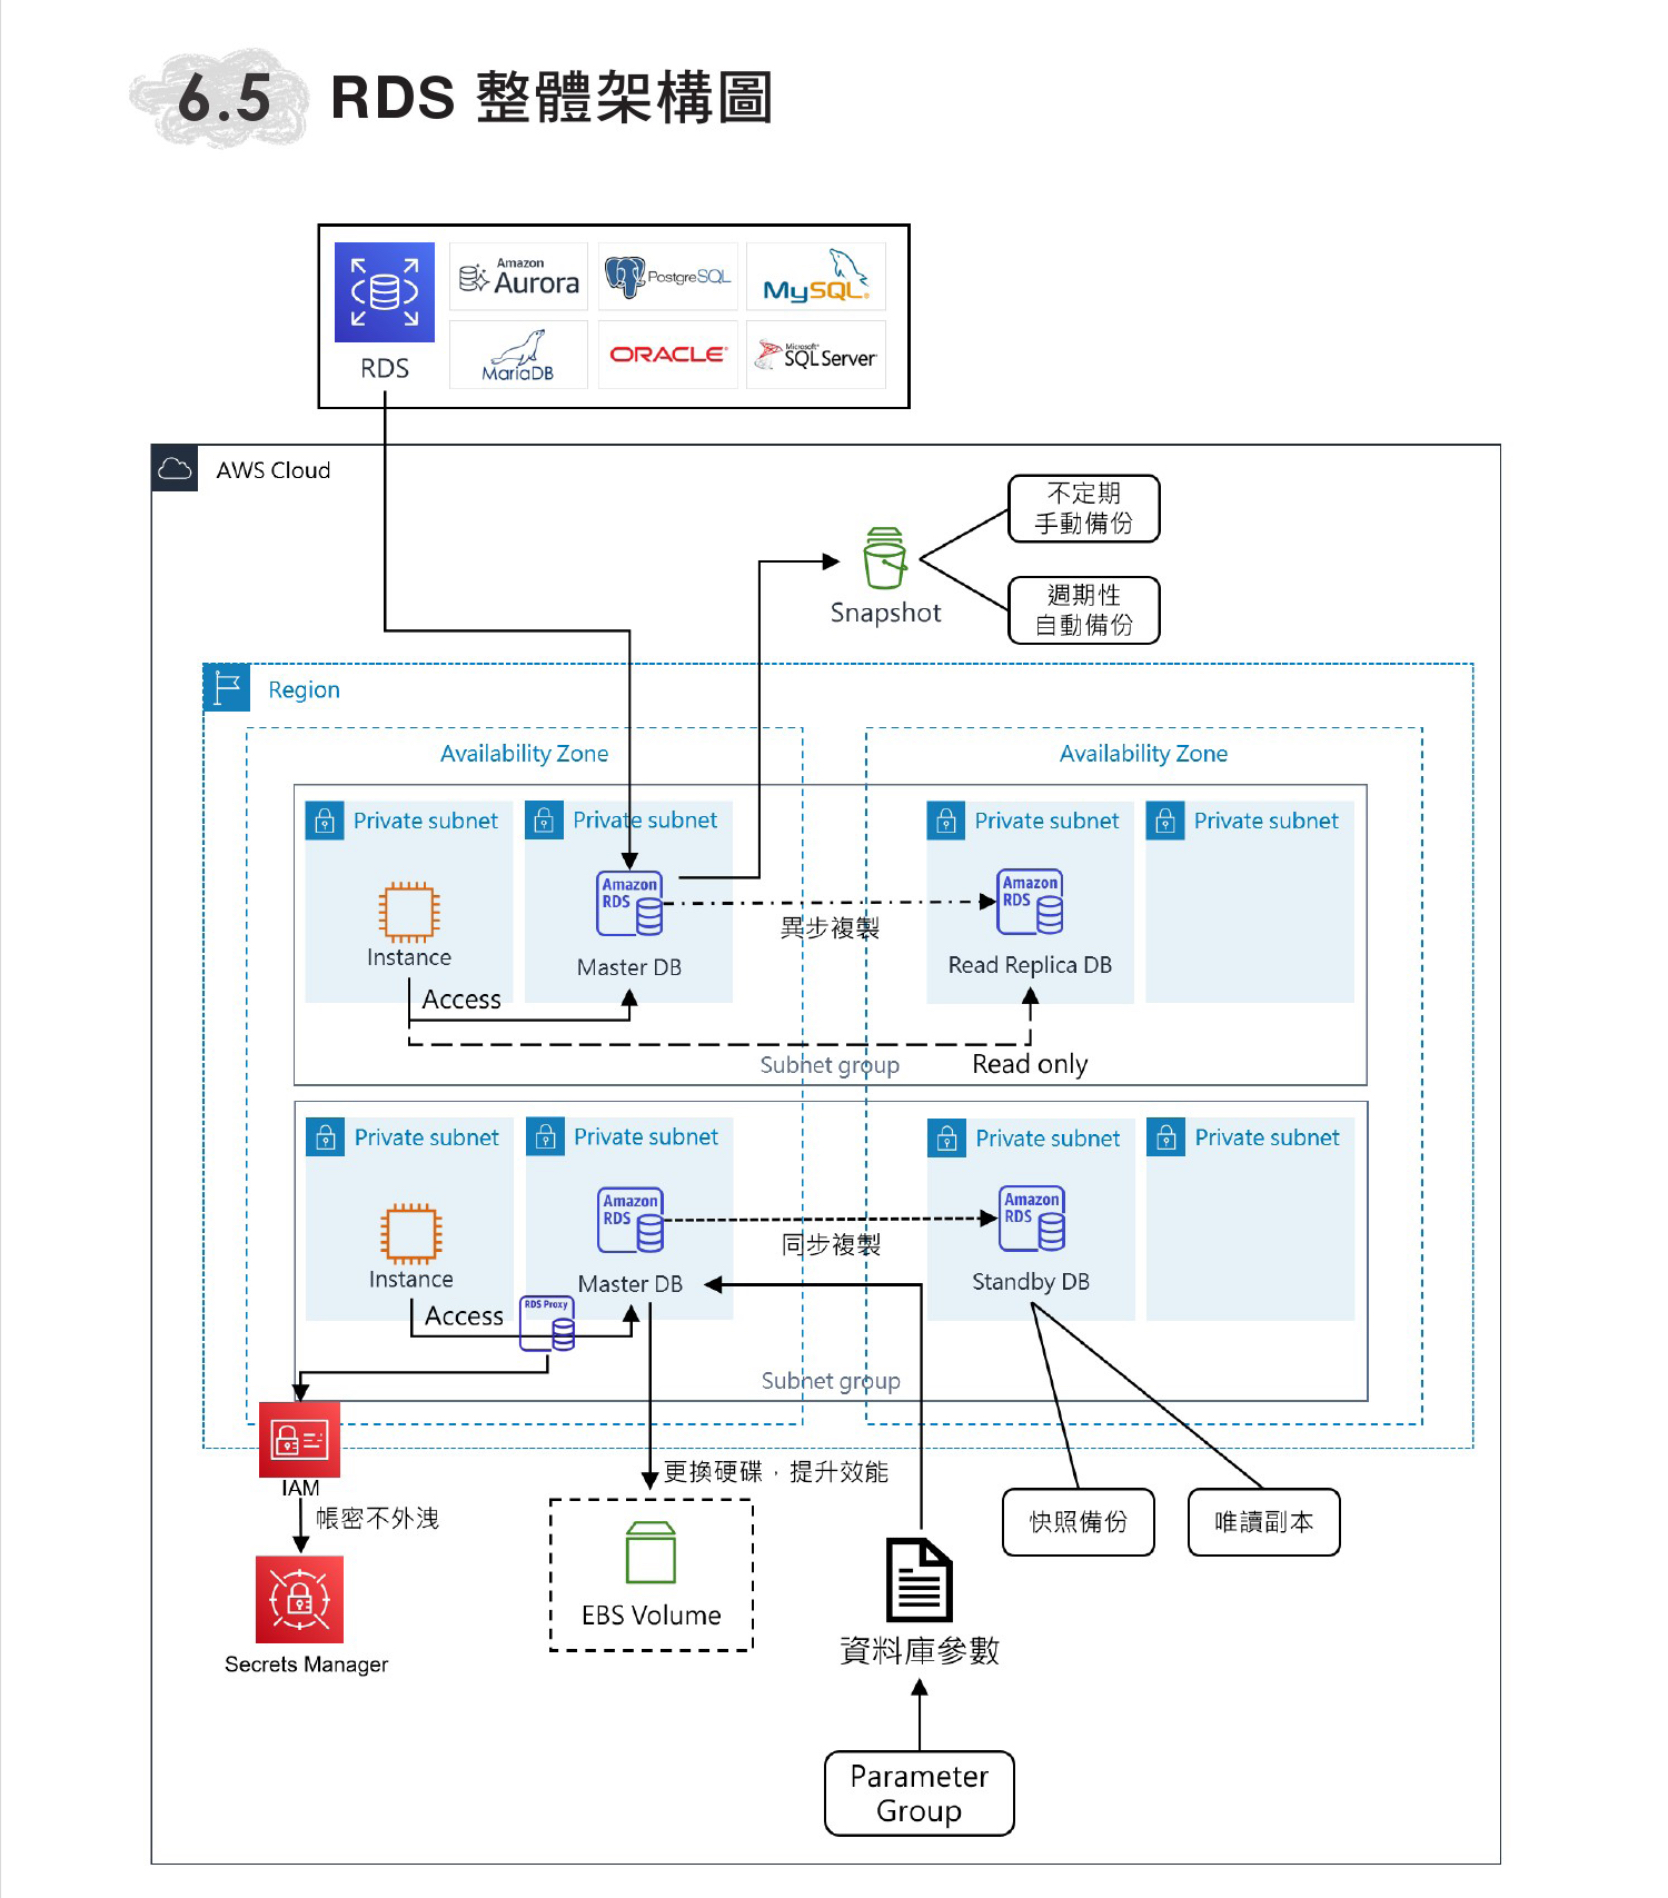 6.5 RDS 整體架構圖
Amazon Aurora
PostgreSQL
MySQL®
RDS
MariaDB
ORACLE®
Microsoft® SQL Server®
AWS Cloud
不定期
手動備份
Snapshot
週期性
自動備份
Region
Availability Zone
Availability Zone
Private subnet
Private subnet
Private subnet
Private subnet
Amazon RDS
Amazon RDS
異步複製
Instance
Master DB
Read Replica DB
Access
Subnet group
Read only
Private subnet
Private subnet
Private subnet
Private subnet
Amazon RDS
Amazon RDS
同步複製
Instance
Master DB
Standby DB
RDS Proxy
Access
Subnet group
更換硬碟，提升效能
IAM
帳密不外洩
快照備份
唯讀副本
EBS Volume
資料庫參數
Secrets Manager
Parameter
Group